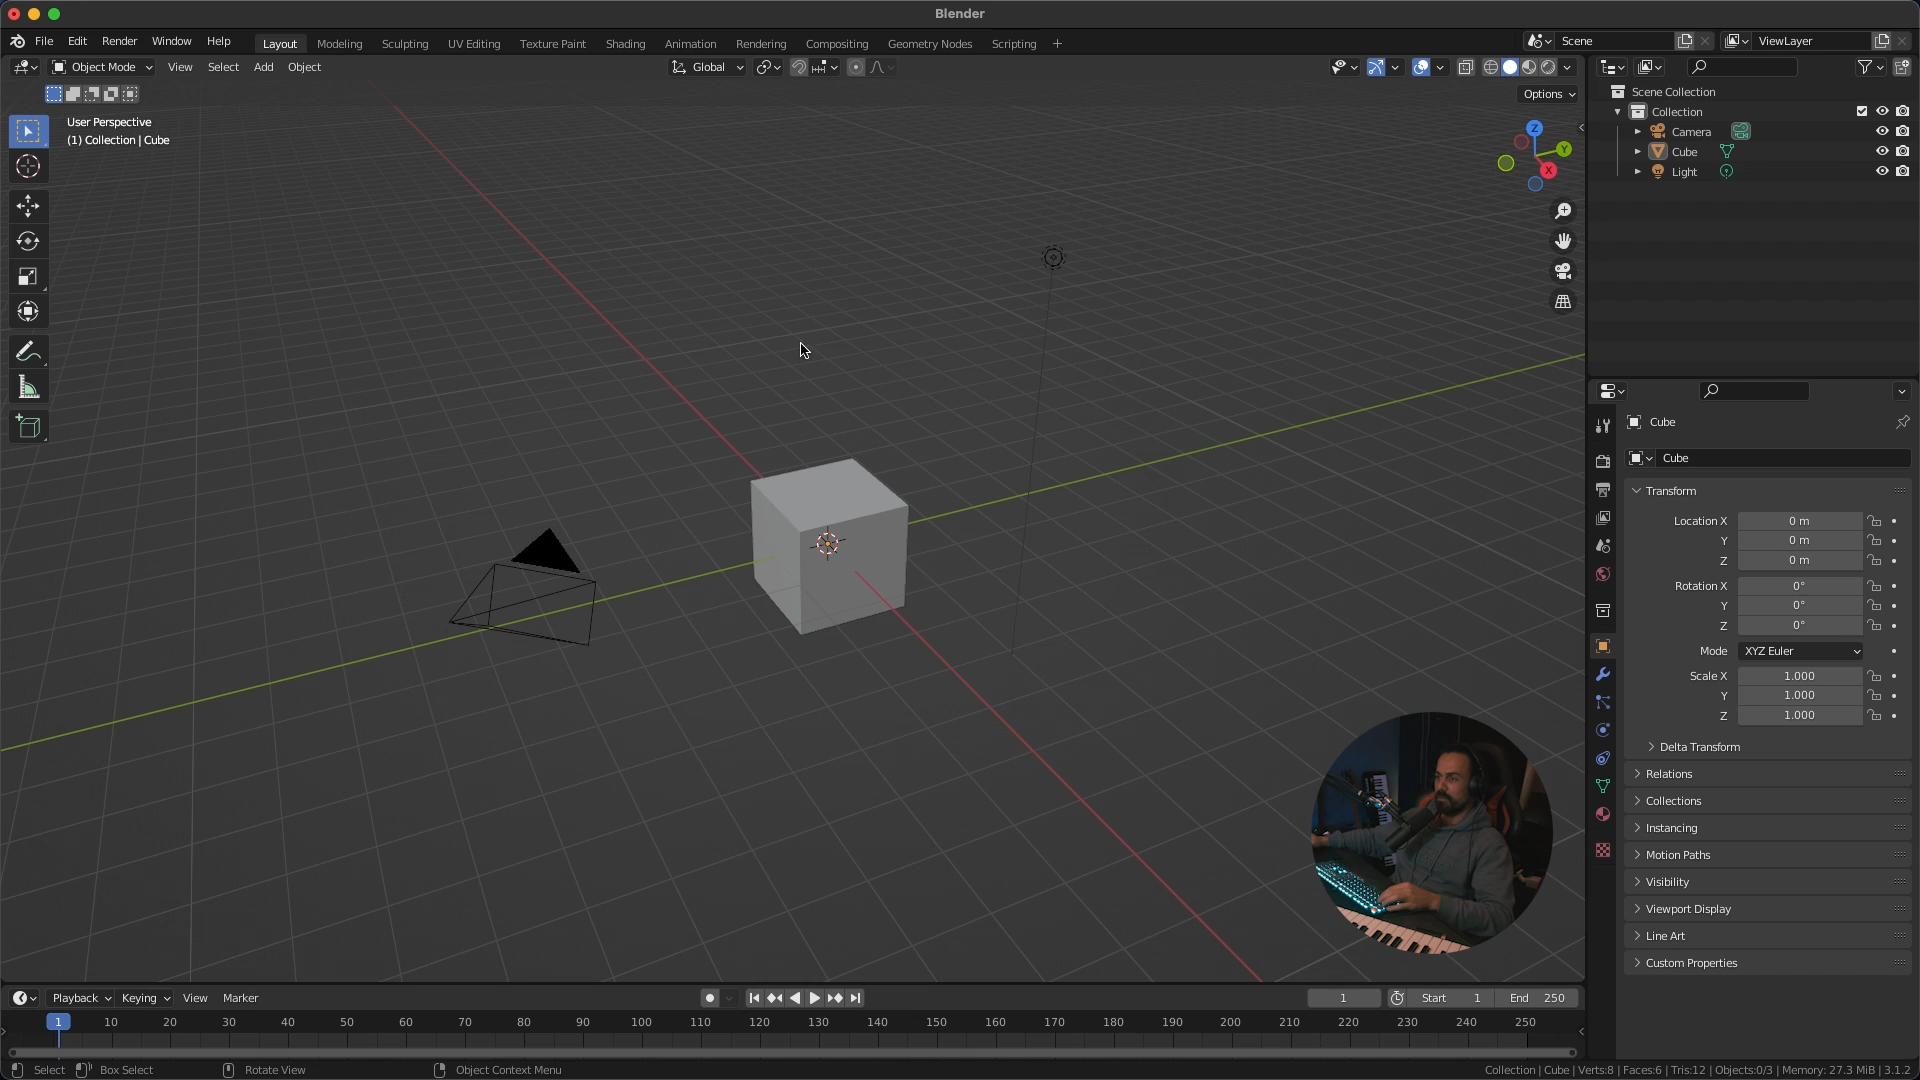 Blender
File Edit Render Window Help Layout Modeling Sculpting UV Editing Texture Paint Shading Animation Rendering Compositing Geometry Nodes Scripting + Scene ViewLayer
Object Mode View Select Add Object Global
Options
User Perspective
(1) Collection | Cube
Z
Y
X
Scene Collection
Collection
Camera
Cube
Light
Cube
Cube
Transform
Location X 0 m
Y 0 m
Z 0 m
Rotation X 0°
Y 0°
Z 0°
Mode XYZ Euler
Scale X 1.000
Y 1.000
Z 1.000
Delta Transform
Relations
Collections
Instancing
Motion Paths
Visibility
Viewport Display
Line Art
Custom Properties
Playback Keying View Marker 1 Start 1 End 250
1 10 20 30 40 50 60 70 80 90 100 110 120 130 140 150 160 170 180 190 200 210 220 230 240 250
Select Box Select Rotate View Object Context Menu Collection | Cube | Verts:8 | Faces:6 | Tris:12 | Objects:0/3 | Memory: 27.3 MiB | 3.1.2